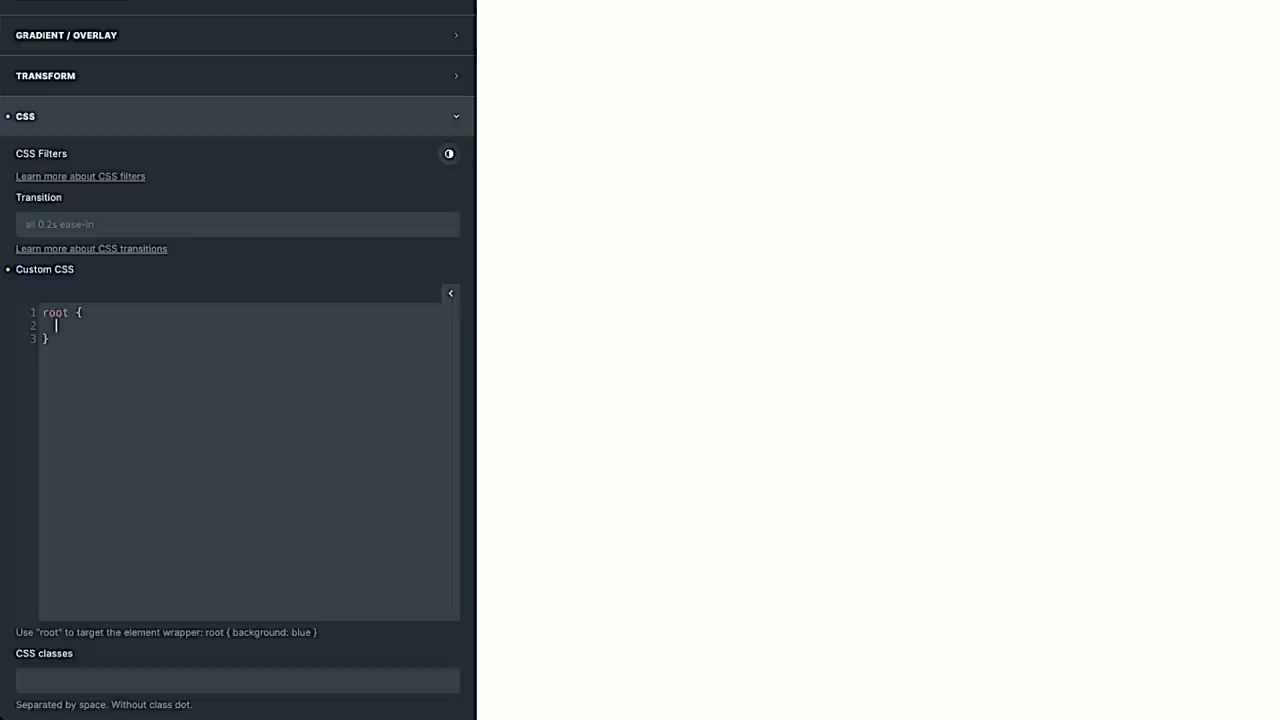 GRADIENT / OVERLAY
TRANSFORM
CSS
CSS Filters
Learn more about CSS filters
Transition
all 0.2s ease-in
Learn more about CSS transitions
Custom CSS
1 root {
2
3 }
Use "root" to target the element wrapper: root { background: blue }
CSS classes
Separated by space. Without class dot.